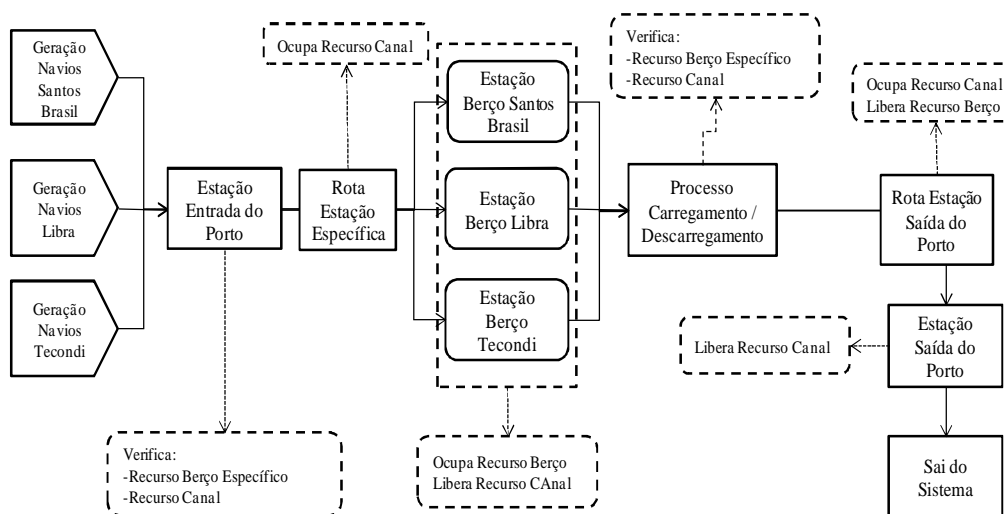 Geração
Navios
Santos
Brasil
Geração
Navios
Libra
Geração
Navios
Tecondi
Estação
Entrada do
Porto
Verifica:
-Recurso Berço Específico
-Recurso Canal
Ocupa Recurso Canal
Rota
Estação
Específica
Estação
Berço Santos
Brasil
Estação
Berço Libra
Estação
Berço
Tecondi
Ocupa Recurso Berço
Libera Recurso CAnal
Verifica:
-Recurso Berço Específico
-Recurso Canal
Processo
Carregamento /
Descarregamento
Ocupa Recurso Canal
Libera Recurso Berço
Rota Estação
Saída do
Porto
Libera Recurso Canal
Estação
Saída do
Porto
Sai do
Sistema